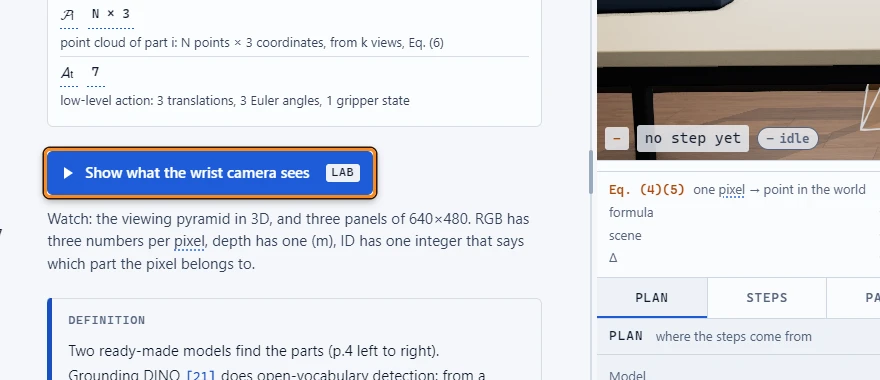 𝒫ᵢ N × 3
point cloud of part i: N points × 3 coordinates, from k views, Eq. (6)
Aₜ 7
low-level action: 3 translations, 3 Euler angles, 1 gripper state
Show what the wrist camera sees LAB
Watch: the viewing pyramid in 3D, and three panels of 640×480. RGB has
three numbers per pixel, depth has one (m), ID has one integer that says
which part the pixel belongs to.
DEFINITION
Two ready-made models find the parts (p.4 left to right).
Grounding DINO [21] does open-vocabulary detection: from a
– no step yet – idle
Eq. (4)(5) one pixel → point in the world
formula
scene
Δ
PLAN STEPS PA
PLAN where the steps come from
Model